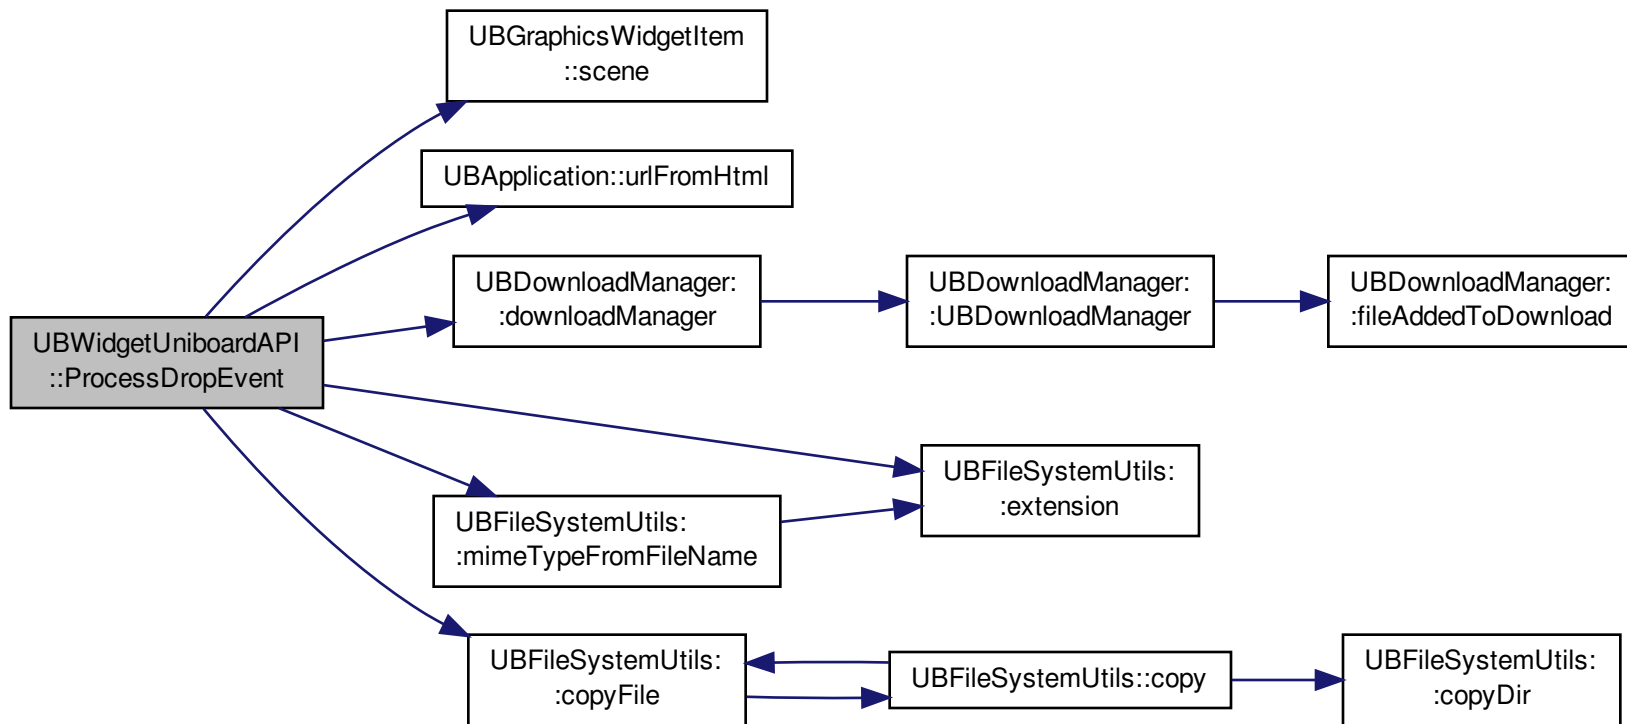 UBGraphicsWidgetItem
::scene
UBApplication::urlFromHtml
UBDownloadManager:
:downloadManager
UBDownloadManager:
:UBDownloadManager
UBDownloadManager:
:fileAddedToDownload
UBWidgetUniboardAPI
::ProcessDropEvent
UBFileSystemUtils:
:extension
UBFileSystemUtils:
:mimeTypeFromFileName
UBFileSystemUtils:
:copyFile
UBFileSystemUtils::copy
UBFileSystemUtils:
:copyDir